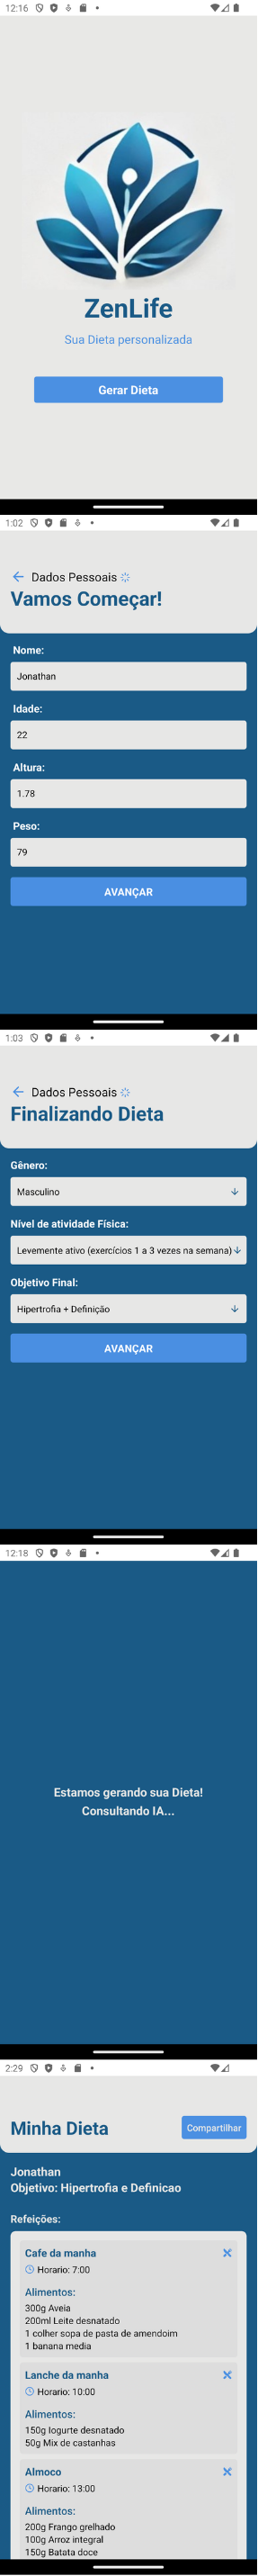 12:16
ZenLife
Sua Dieta personalizada
Gerar Dieta
1:02
Dados Pessoais
Vamos Começar!
Nome:
Jonathan
Idade:
22
Altura:
1.78
Peso:
79
AVANÇAR
1:03
Dados Pessoais
Finalizando Dieta
Gênero:
Masculino
Nível de atividade Física:
Levemente ativo (exercícios 1 a 3 vezes na semana)
Objetivo Final:
Hipertrofia + Definição
AVANÇAR
12:18
Estamos gerando sua Dieta!
Consultando IA...
2:29
Minha Dieta
Compartilhar
Jonathan
Objetivo: Hipertrofia e Definicao
Refeições:
Cafe da manha
Horario: 7:00
Alimentos:
300g Aveia
200ml Leite desnatado
1 colher sopa de pasta de amendoim
1 banana media
Lanche da manha
Horario: 10:00
Alimentos:
150g Iogurte desnatado
50g Mix de castanhas
Almoco
Horario: 13:00
Alimentos:
200g Frango grelhado
100g Arroz integral
150g Batata doce